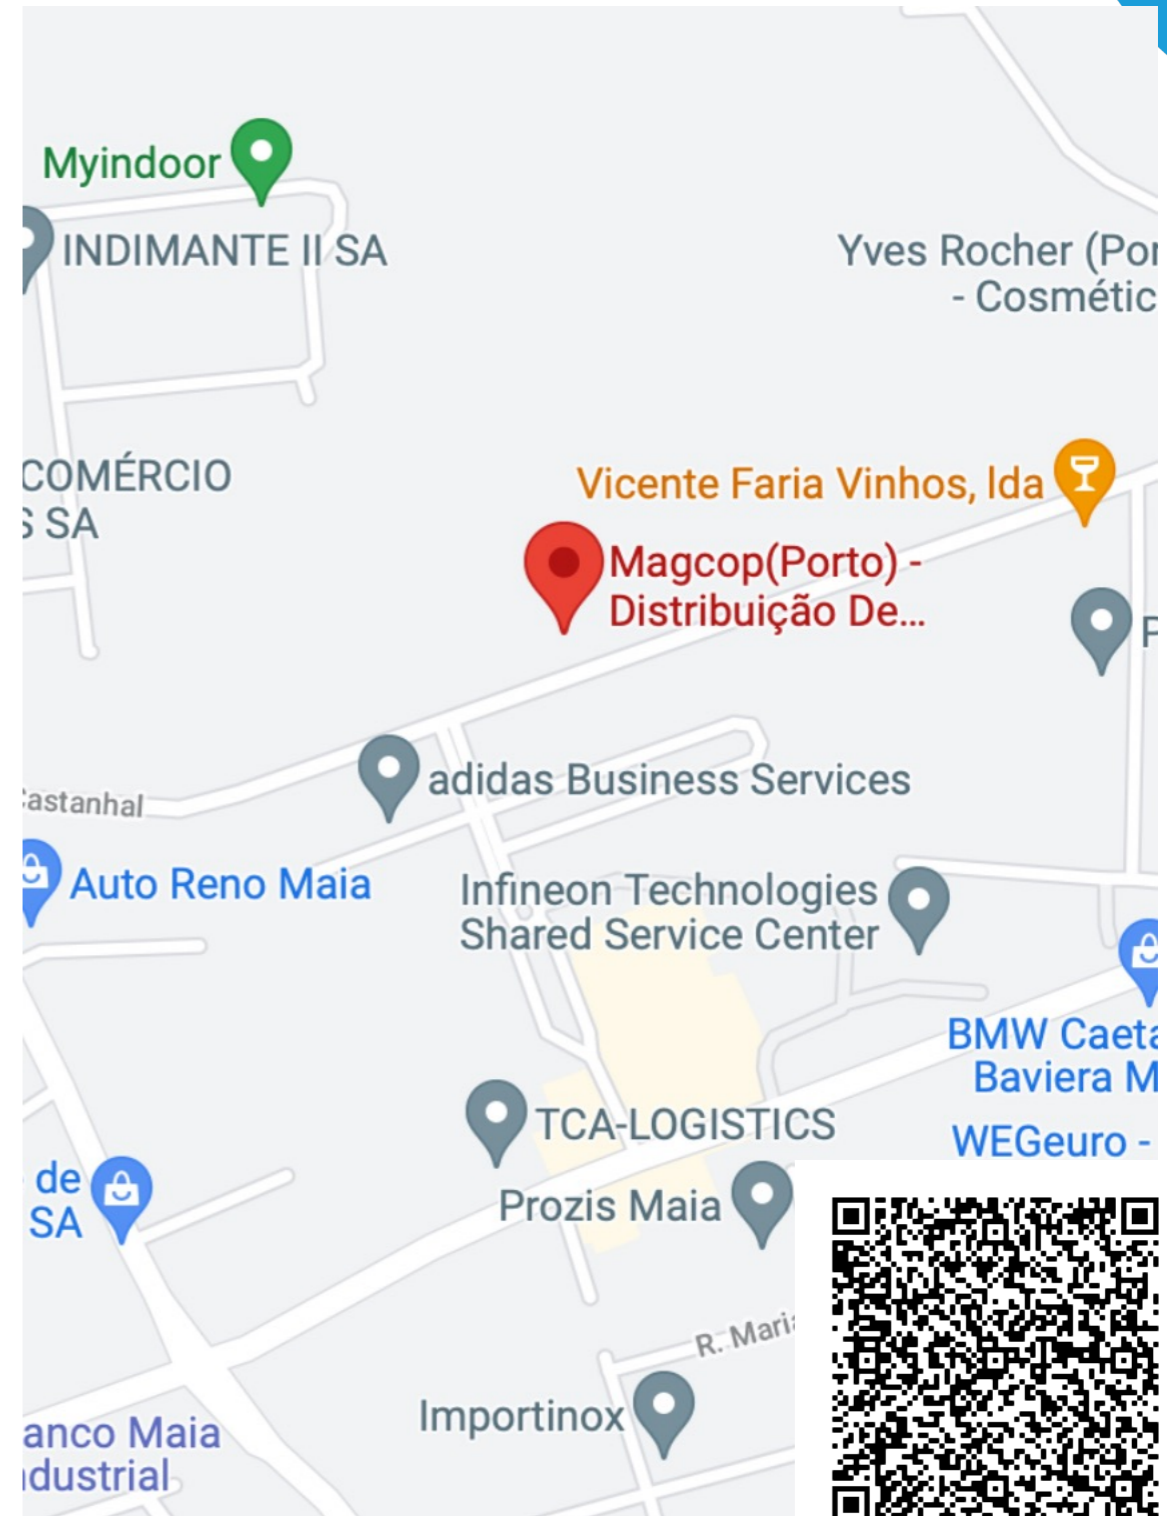 Myindoor
INDIMANTE II SA
Yves Rocher (Por
- Cosmétic
COMÉRCIO
S SA
Vicente Faria Vinhos, lda
Magcop(Porto) -
Distribuição De...
P
adidas Business Services
astanhal
Auto Reno Maia
Infineon Technologies
Shared Service Center
BMW Caeta
Baviera M
TCA-LOGISTICS
WEGeuro -
de
SA
Prozis Maia
R. Maria
Importinox
anco Maia
ndustrial